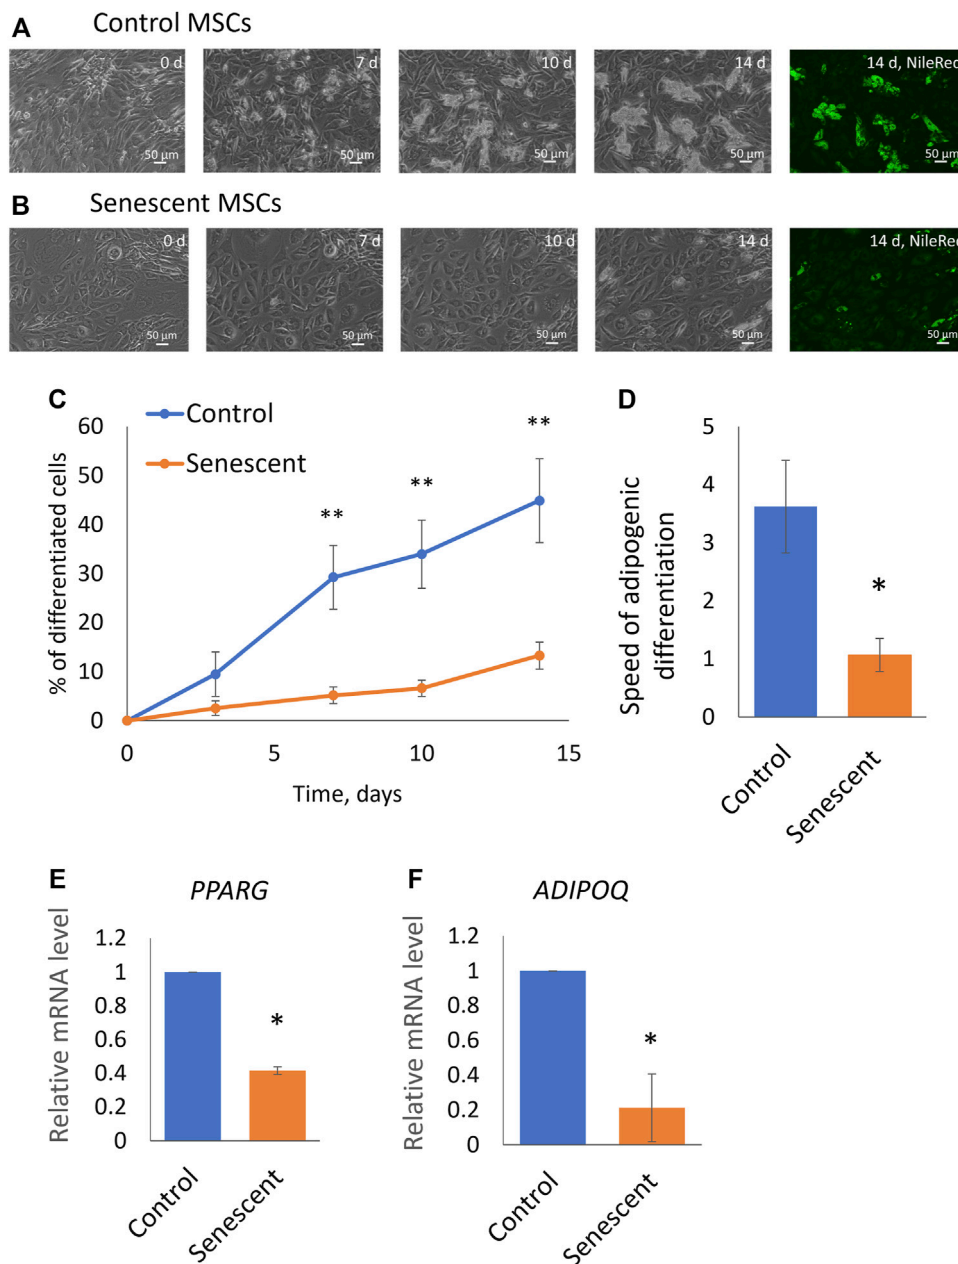 A Control MSCs
0 d
7 d
10 d
14 d
14 d, NileRed
50 µm
50 µm
50 µm
50 µm
50 µm
B Senescent MSCs
0 d
7 d
10 d
14 d
14 d, NileRed
50 µm
50 µm
50 µm
50 µm
50 µm
C
Control
Senescent
% of differentiated cells
60
50
40
30
20
10
0
**
**
**
0
5
10
15
Time, days
D
Speed of adipogenic
differentiation
5
4
3
2
1
0
*
Control
Senescent
E
PPARG
Relative mRNA level
1.2
1
0.8
0.6
0.4
0.2
0
*
Control
Senescent
F
ADIPOQ
Relative mRNA level
1.2
1
0.8
0.6
0.4
0.2
0
*
Control
Senescent